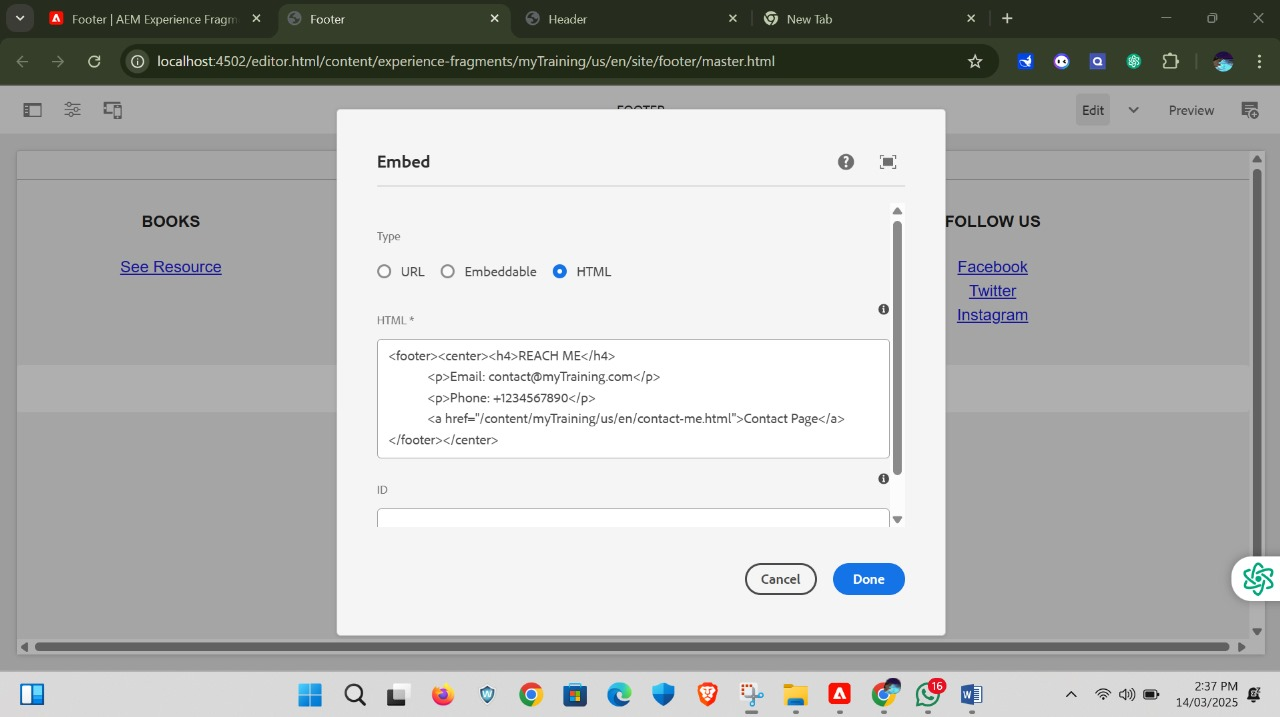 Footer | AEM Experience Fragm
Footer
Header
New Tab
localhost:4502/editor.html/content/experience-fragments/myTraining/us/en/site/footer/master.html
FOOTER
Edit
Preview
Embed
BOOKS
See Resource
FOLLOW US
Facebook
Twitter
Instagram
Type
URL
Embeddable
HTML
HTML *
<footer><center><h4>REACH ME</h4>
<p>Email: contact@myTraining.com</p>
<p>Phone: +1234567890</p>
<a href="/content/myTraining/us/en/contact-me.html">Contact Page</a>
</footer></center>
ID
Cancel
Done
16
2:37 PM
14/03/2025